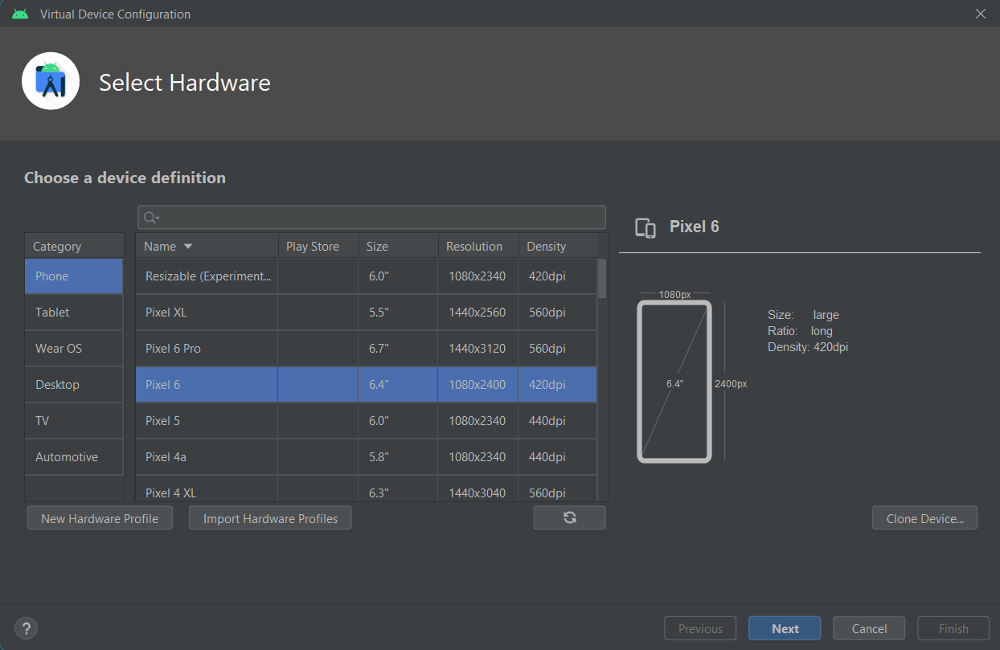 Virtual Device Configuration
Select Hardware
Choose a device definition
Category
Phone
Tablet
Wear OS
Desktop
TV
Automotive
Name Play Store Size Resolution Density
Resizable (Experiment... 6.0" 1080x2340 420dpi
Pixel XL 5.5" 1440x2560 560dpi
Pixel 6 Pro 6.7" 1440x3120 560dpi
Pixel 6 6.4" 1080x2400 420dpi
Pixel 5 6.0" 1080x2340 440dpi
Pixel 4a 5.8" 1080x2340 440dpi
Pixel 4 XL 6.3" 1440x3040 560dpi
New Hardware Profile Import Hardware Profiles
Pixel 6
1080px
6.4" 2400px
Size: large
Ratio: long
Density: 420dpi
Clone Device...
? Previous Next Cancel Finish